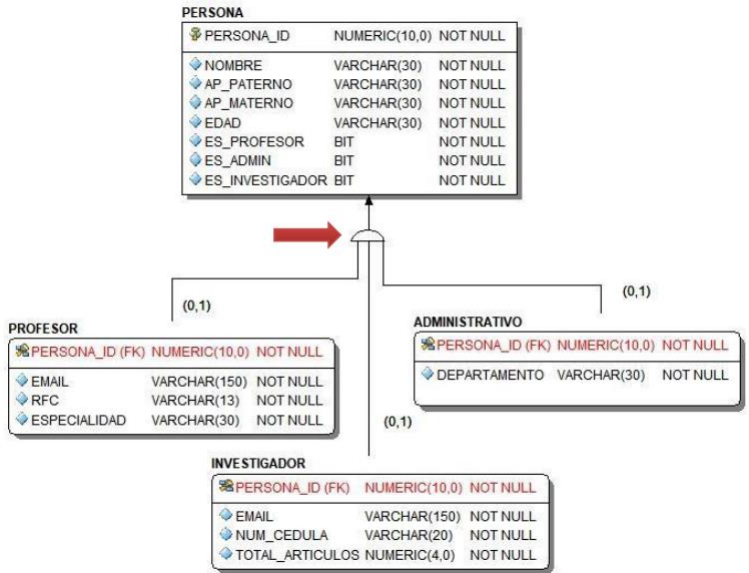 PERSONA
PERSONA_ID NUMERIC(10,0) NOT NULL
NOMBRE VARCHAR(30) NOT NULL
AP_PATERNO VARCHAR(30) NOT NULL
AP_MATERNO VARCHAR(30) NOT NULL
EDAD VARCHAR(30) NOT NULL
ES_PROFESOR BIT NOT NULL
ES_ADMIN BIT NOT NULL
ES_INVESTIGADOR BIT NOT NULL
(0,1)
(0,1)
PROFESOR
PERSONA_ID (FK) NUMERIC(10,0) NOT NULL
EMAIL VARCHAR(150) NOT NULL
RFC VARCHAR(13) NOT NULL
ESPECIALIDAD VARCHAR(30) NOT NULL
ADMINISTRATIVO
PERSONA_ID (FK) NUMERIC(10,0) NOT NULL
DEPARTAMENTO VARCHAR(30) NOT NULL
(0,1)
INVESTIGADOR
PERSONA_ID (FK) NUMERIC(10,0) NOT NULL
EMAIL VARCHAR(150) NOT NULL
NUM_CEDULA VARCHAR(20) NOT NULL
TOTAL_ARTICULOS NUMERIC(4,0) NOT NULL